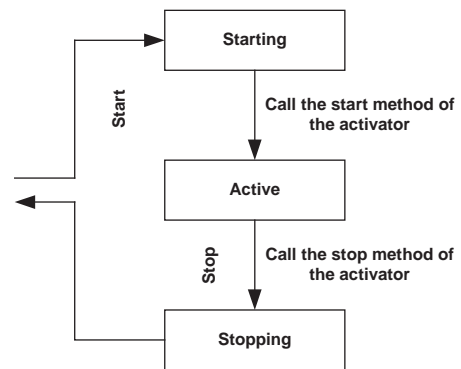 Starting
Start
Call the start method of
the activator
Active
Stop
Call the stop method of
the activator
Stopping